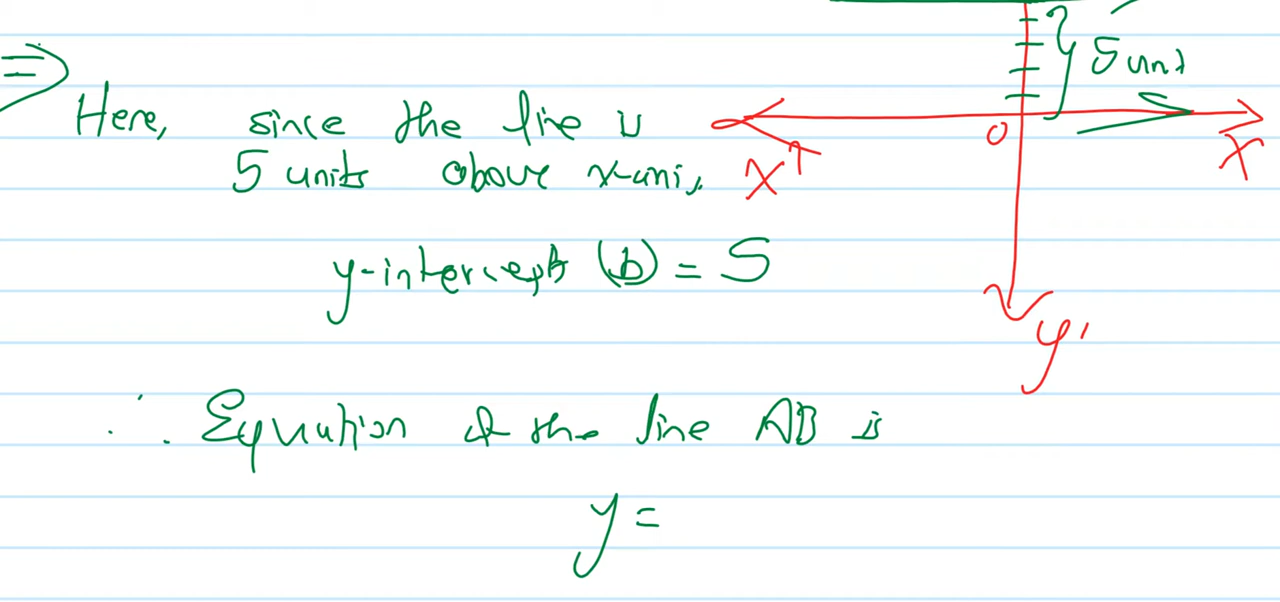 5 unit
⇒ Here, since the line is
5 units above x-axis,
O
X
X'
y-intercept (b) = 5
Y'
∴ Equation of the line AB is
y =